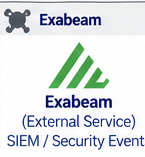 Exabeam
Exabeam
(External Service)
SIEM / Security Event